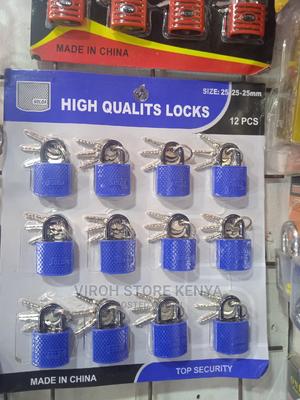 MADE IN CHINA
SIZE: 25-25-25mm
HIGH QUALITS LOCKS
12 PCS
VIROH STORE KENYA
MADE IN CHINA
TOP SECURITY